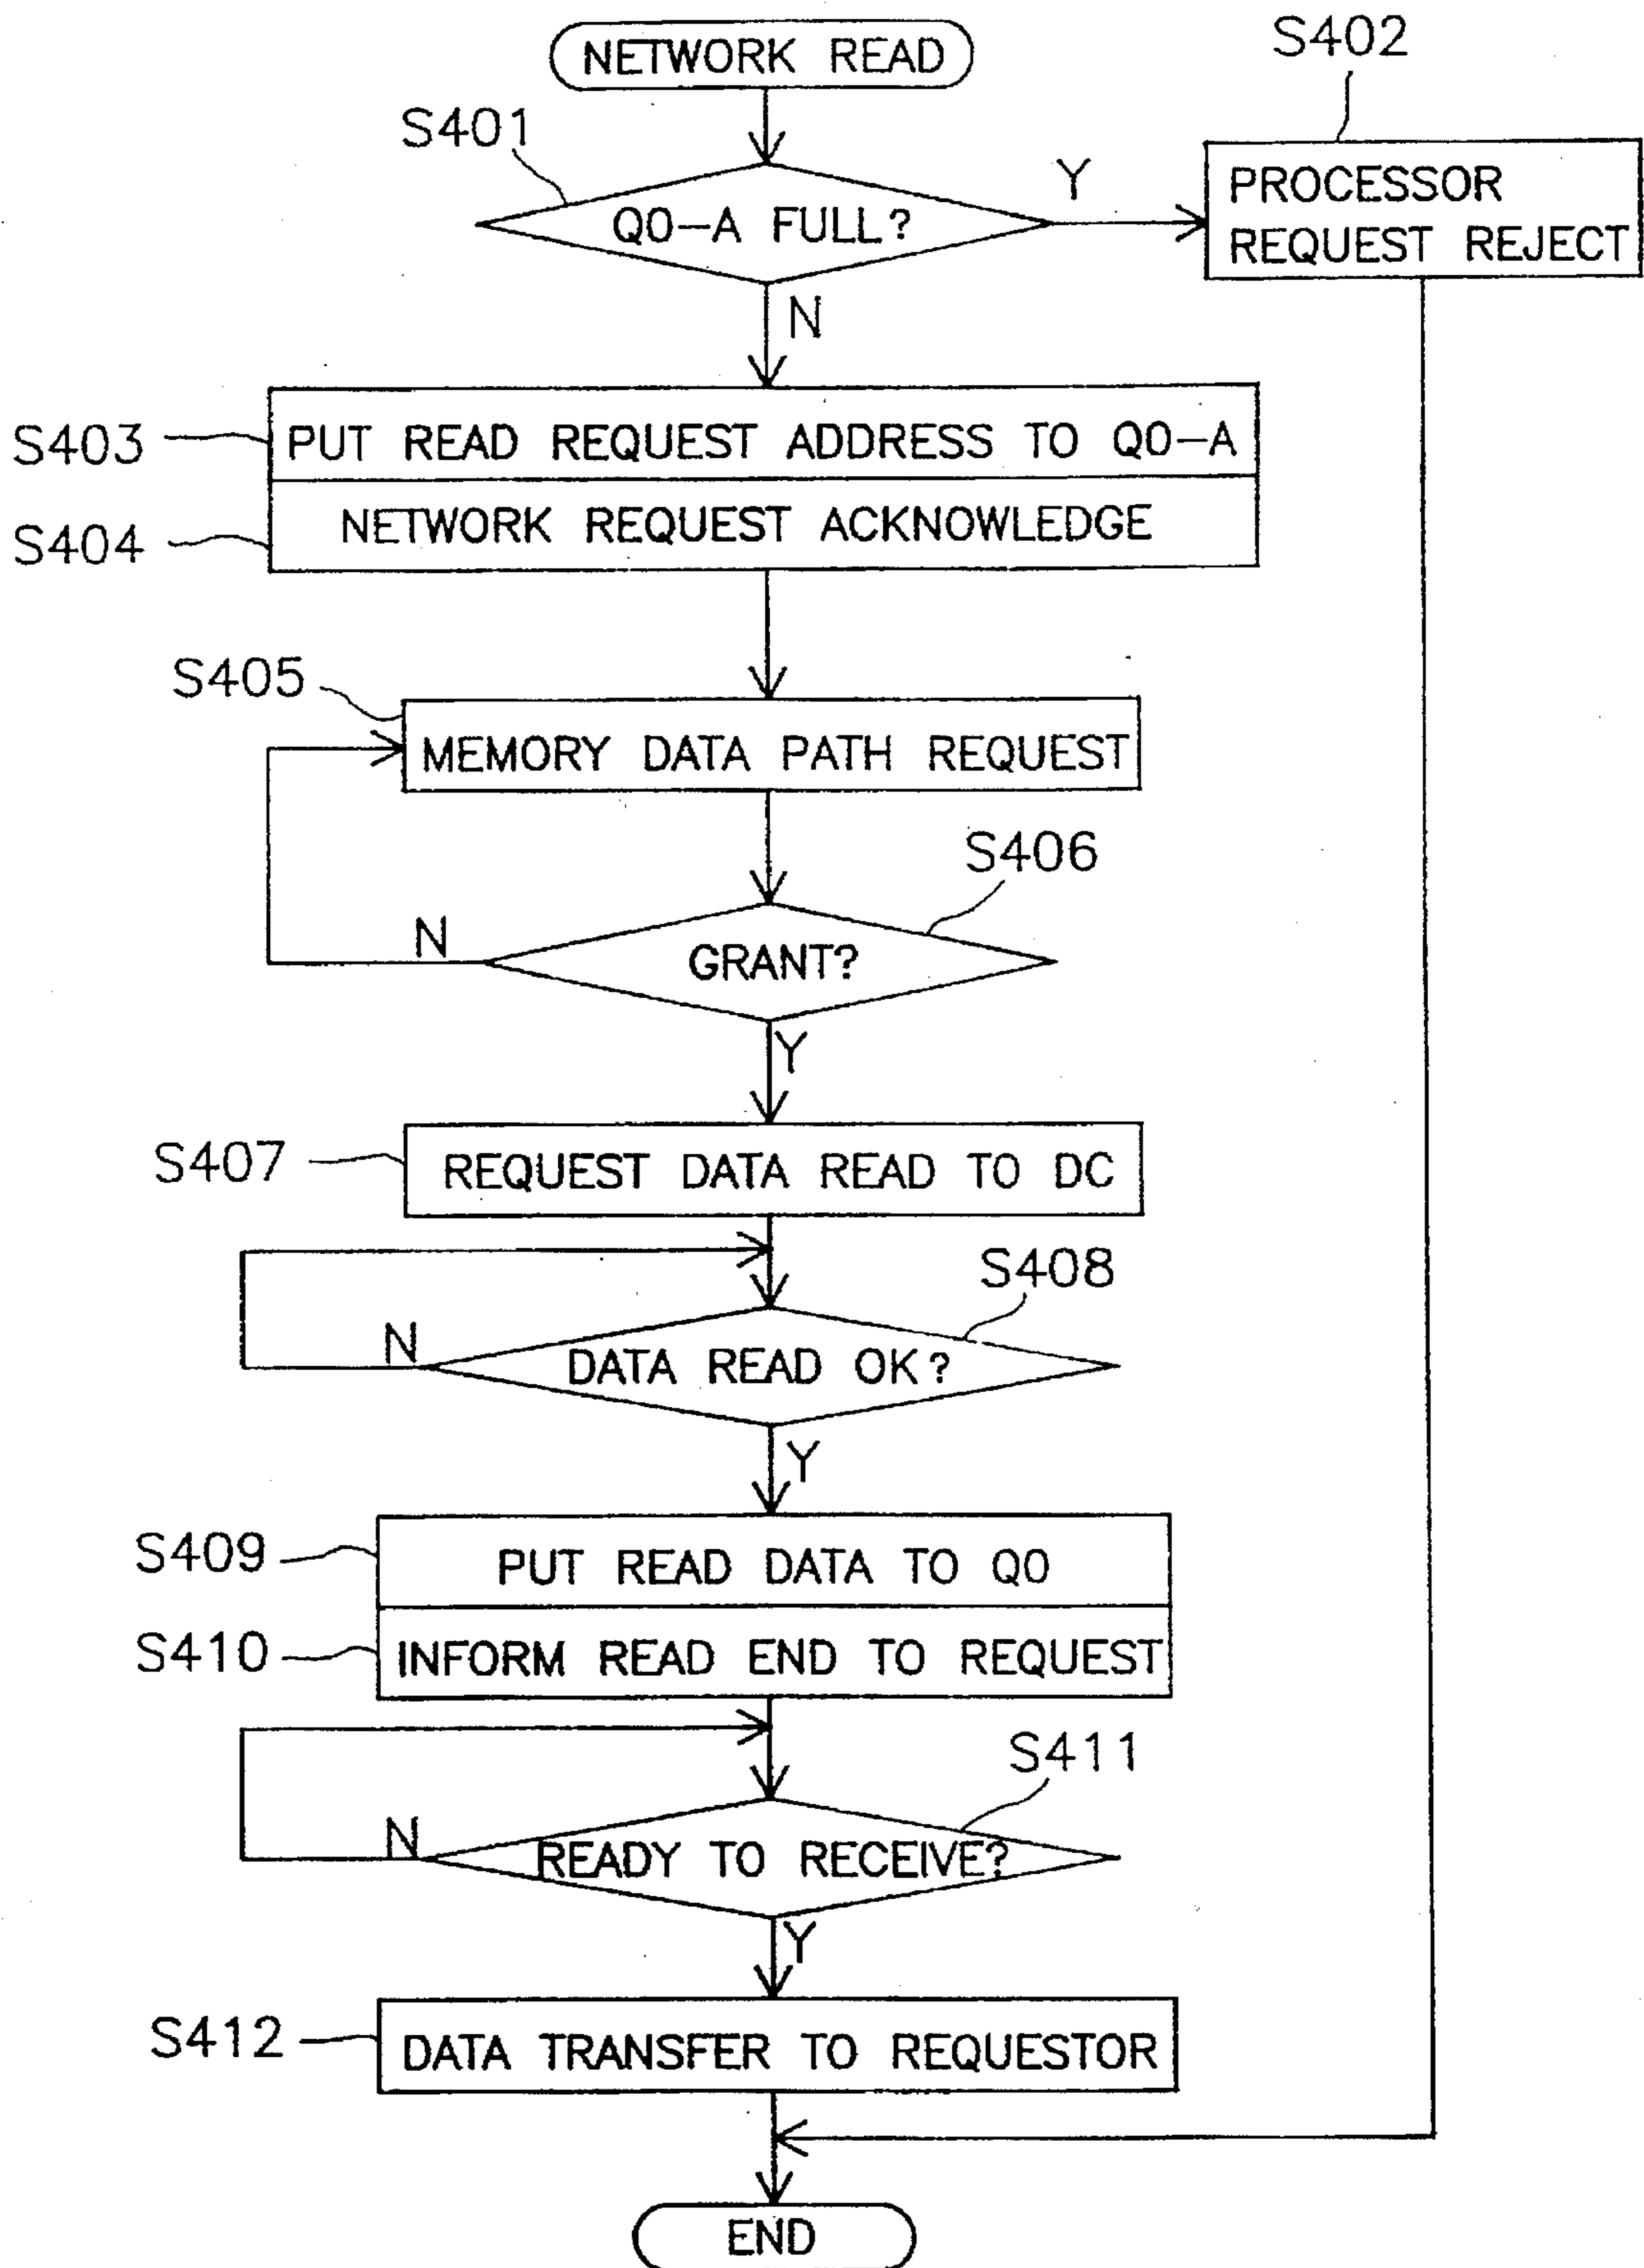 NETWORK READ
S402
S401
Y
PROCESSOR
REQUEST REJECT
Q0-A FULL?
N
S403
PUT READ REQUEST ADDRESS TO Q0-A
S404
NETWORK REQUEST ACKNOWLEDGE
S405
MEMORY DATA PATH REQUEST
S406
N
GRANT?
Y
S407
REQUEST DATA READ TO DC
S408
N
DATA READ OK?
Y
S409
PUT READ DATA TO Q0
S410
INFORM READ END TO REQUEST
S411
N
READY TO RECEIVE?
Y
S412
DATA TRANSFER TO REQUESTOR
END